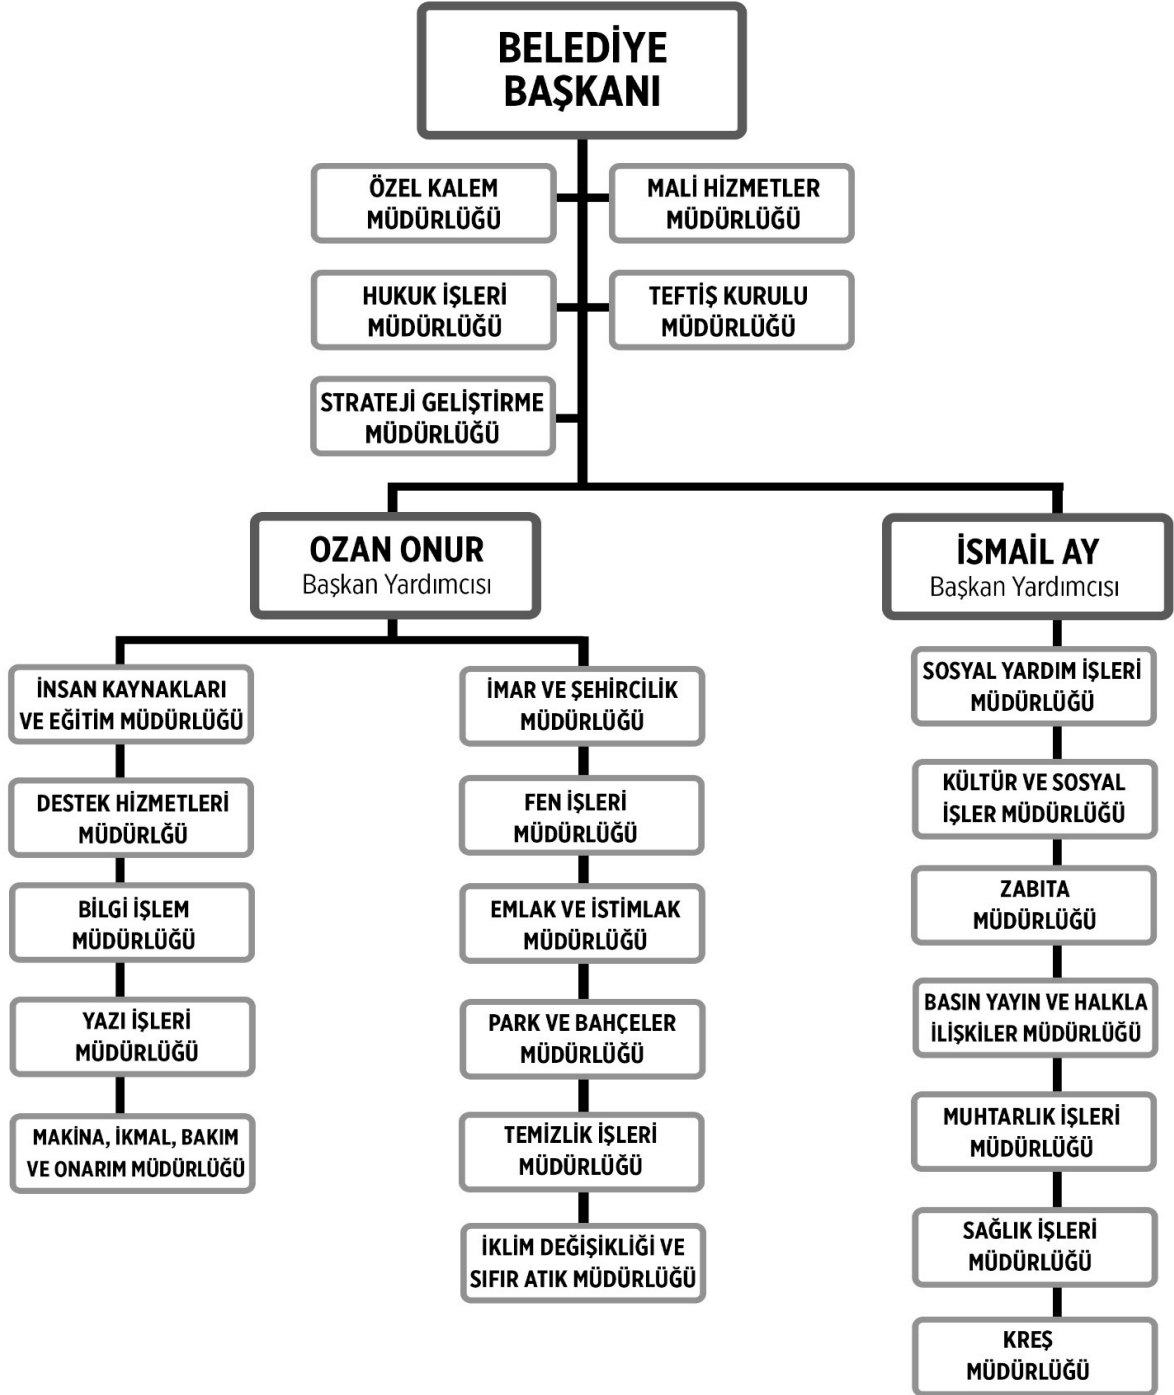 BELEDİYE
BAŞKANI
ÖZEL KALEM
MÜDÜRLÜĞÜ
MALİ HİZMETLER
MÜDÜRLÜĞÜ
HUKUK İŞLERİ
MÜDÜRLÜĞÜ
TEFTİŞ KURULU
MÜDÜRLÜĞÜ
STRATEJİ GELİŞTİRME
MÜDÜRLÜĞÜ
OZAN ONUR
Başkan Yardımcısı
İNSAN KAYNAKLARI
VE EĞİTİM MÜDÜRLÜĞÜ
DESTEK HİZMETLERİ
MÜDÜRLĞÜ
BİLGİ İŞLEM
MÜDÜRLÜĞÜ
YAZI İŞLERİ
MÜDÜRLÜĞÜ
MAKİNA, İKMAL, BAKIM
VE ONARIM MÜDÜRLÜĞÜ
İMAR VE ŞEHİRCİLİK
MÜDÜRLÜĞÜ
FEN İŞLERİ
MÜDÜRLÜĞÜ
EMLAK VE İSTİMLAK
MÜDÜRLÜĞÜ
PARK VE BAHÇELER
MÜDÜRLÜĞÜ
TEMİZLİK İŞLERİ
MÜDÜRLÜĞÜ
İKLİM DEĞİŞİKLİĞİ VE
SIFIR ATIK MÜDÜRLÜĞÜ
İSMAİL AY
Başkan Yardımcısı
SOSYAL YARDIM İŞLERİ
MÜDÜRLÜĞÜ
KÜLTÜR VE SOSYAL
İŞLER MÜDÜRLÜĞÜ
ZABITA
MÜDÜRLÜĞÜ
BASIN YAYIN VE HALKLA
İLİŞKİLER MÜDÜRLÜĞÜ
MUHTARLIK İŞLERİ
MÜDÜRLÜĞÜ
SAĞLIK İŞLERİ
MÜDÜRLÜĞÜ
KREŞ
MÜDÜRLÜĞÜ